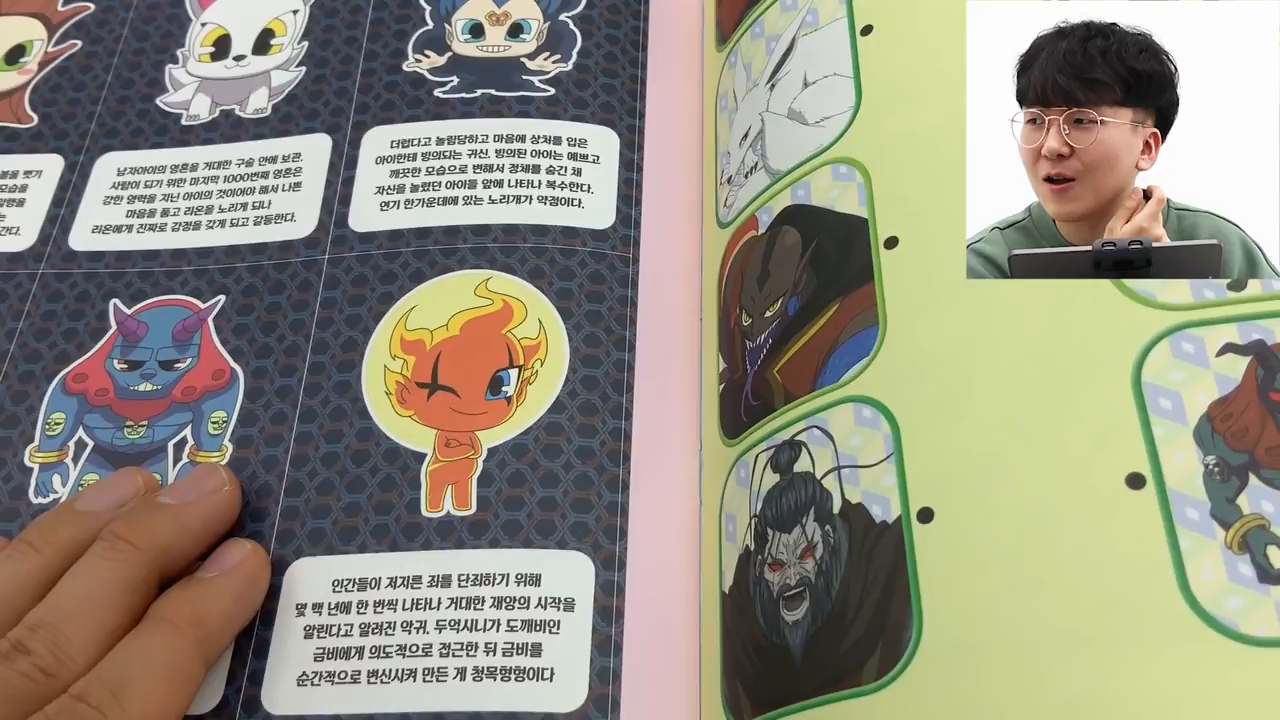 남자아이의 영혼을 거대한 구슬 안에 보관.
사람이 되기 위한 마지막 1000번째 영혼은
강한 영력을 지닌 아이의 것이어야 해서 나쁜
마음을 품고 리온을 노리게 되나
리온에게 진짜로 감정을 갖게 되고 갈등한다.
더럽다고 놀림당하고 마음에 상처를 입은
아이한테 빙의되는 귀신. 빙의된 아이는 예쁘고
깨끗한 모습으로 변해서 정체를 숨긴 채
자신을 놀렸던 아이들 앞에 나타나 복수한다.
연기 한가운데에 있는 노리개가 약점이다.
인간들이 저지른 죄를 단죄하기 위해
몇 백 년에 한 번씩 나타나 거대한 재앙의 시작을
알린다고 알려진 악귀. 두억시니가 도깨비인
금비에게 의도적으로 접근한 뒤 금비를
순간적으로 변신시켜 만든 게 청목형형이다